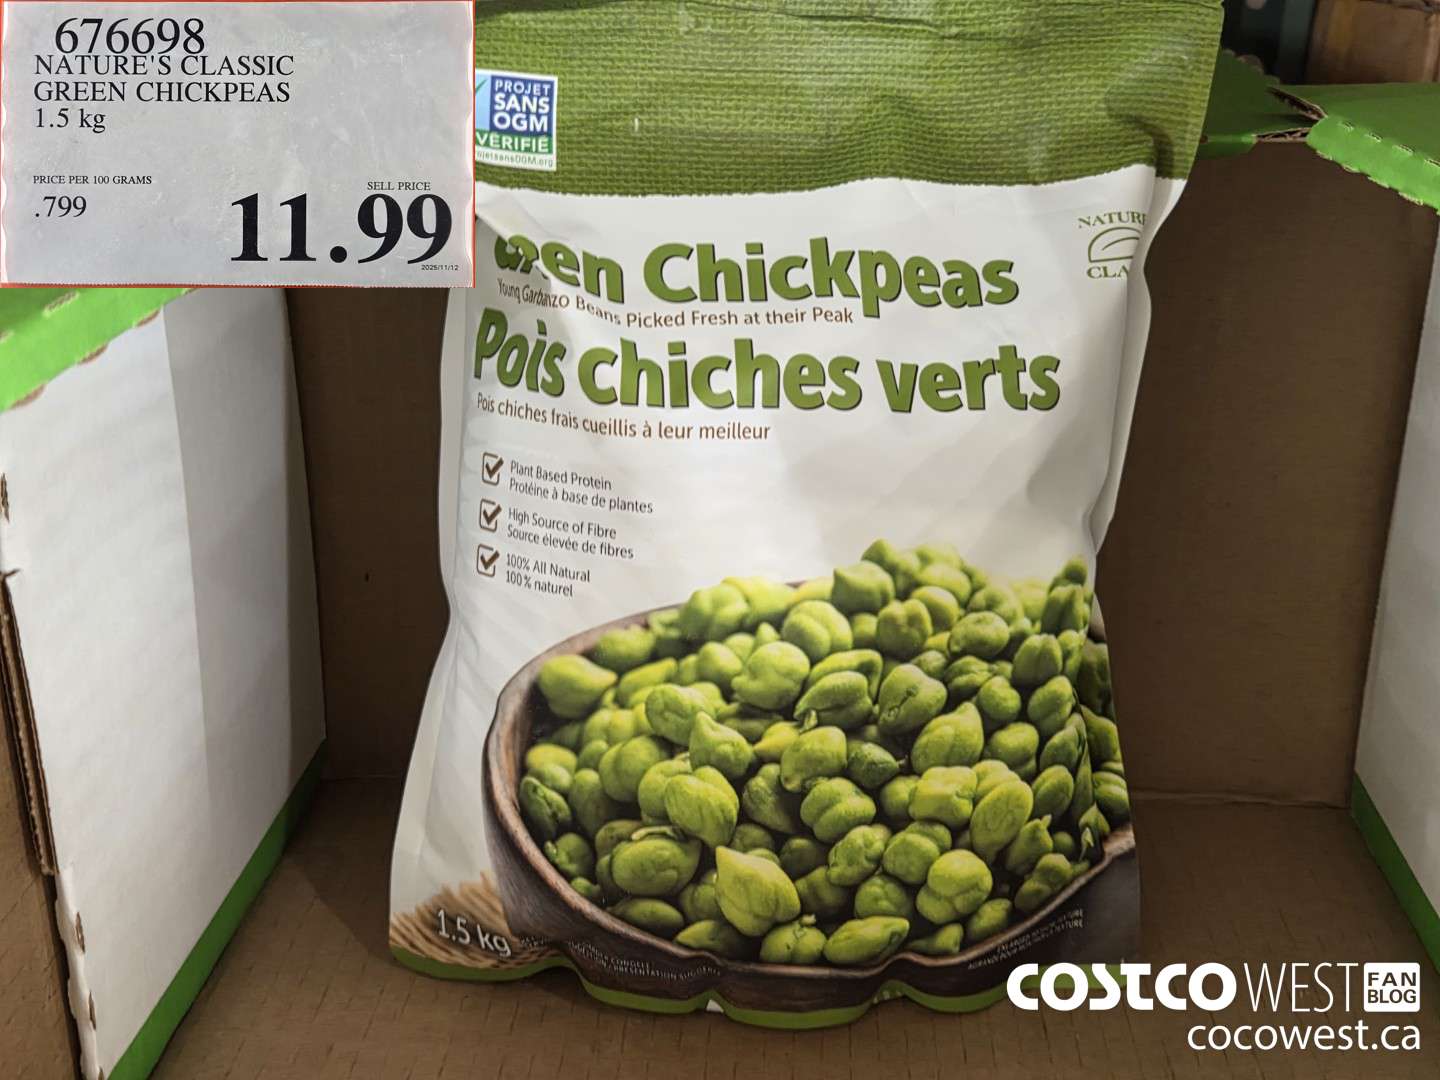 676698
NATURE'S CLASSIC
GREEN CHICKPEAS
1.5 kg
PRICE PER 100 GRAMS
.799
SELL PRICE
11.99
2025/11/12
PROJET
SANS
OGM
VÉRIFIÉ
NATURE
CLA
Green Chickpeas
Young Garbanzo Beans Picked Fresh at their Peak
Pois chiches verts
Pois chiches frais cueillis à leur meilleur
Plant Based Protein
Protéine à base de plantes
High Source of Fibre
Source élevée de fibres
100% All Natural
100% naturel
1.5 kg
COSTCO WEST FAN BLOG
cocowest.ca